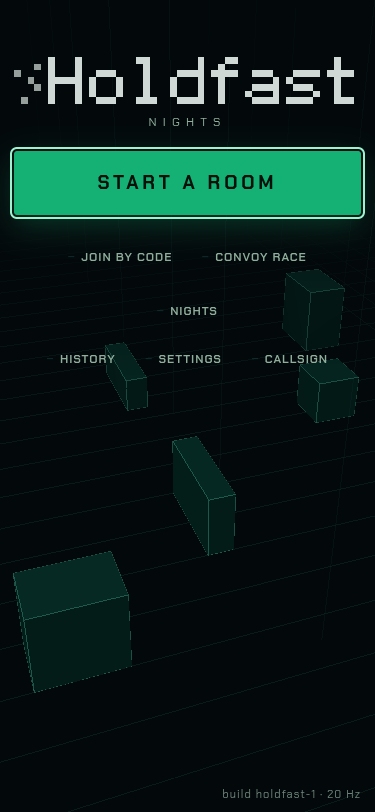 Holdfast
NIGHTS
START A ROOM
JOIN BY CODE CONVOY RACE
NIGHTS
HISTORY SETTINGS CALLSIGN
build holdfast-1 · 20 Hz